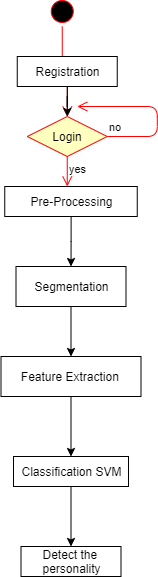 Registration
Login
no
yes
Pre-Processing
Segmentation
Feature Extraction
Classification SVM
Detect the
personality